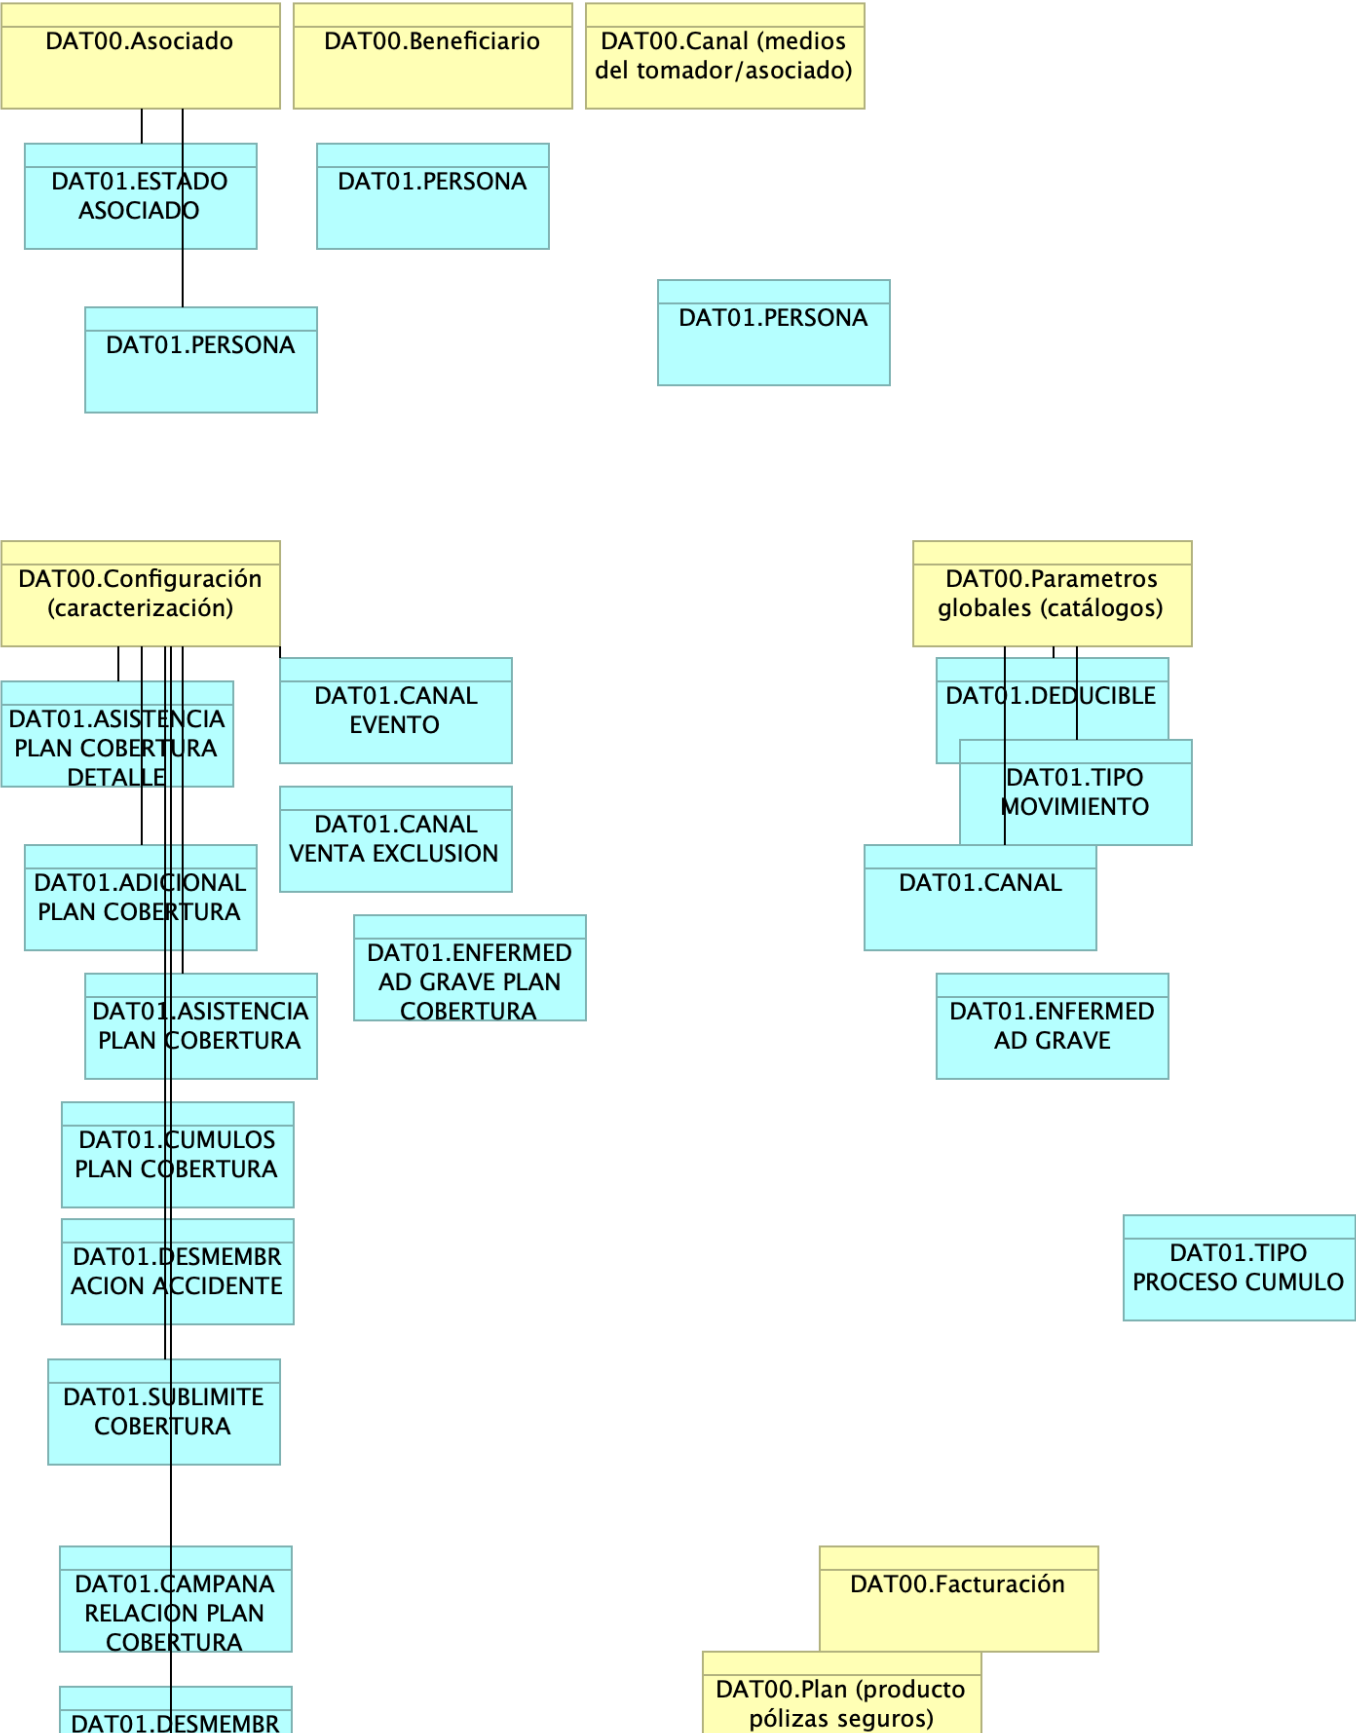 DAT00.Asociado
DAT00.Beneficiario
DAT00.Canal (medios
del tomador/asociado)
DAT01.ESTADO
ASOCIADO
DAT01.PERSONA
DAT01.PERSONA
DAT01.PERSONA
DAT00.Configuración
(caracterización)
DAT00.Parametros
globales (catálogos)
DAT01.ASISTENCIA
PLAN COBERTURA
DETALLE
DAT01.CANAL
EVENTO
DAT01.DEDUCIBLE
DAT01.TIPO
MOVIMIENTO
DAT01.CANAL
VENTA EXCLUSION
DAT01.ADICIONAL
PLAN COBERTURA
DAT01.CANAL
DAT01.ENFERMED
AD GRAVE PLAN
COBERTURA
DAT01.ASISTENCIA
PLAN COBERTURA
DAT01.ENFERMED
AD GRAVE
DAT01.CUMULOS
PLAN COBERTURA
DAT01.DESMEMBR
ACION ACCIDENTE
DAT01.TIPO
PROCESO CUMULO
DAT01.SUBLIMITE
COBERTURA
DAT01.CAMPANA
RELACION PLAN
COBERTURA
DAT00.Facturación
DAT00.Plan (producto
pólizas seguros)
DAT01.DESMEMBR